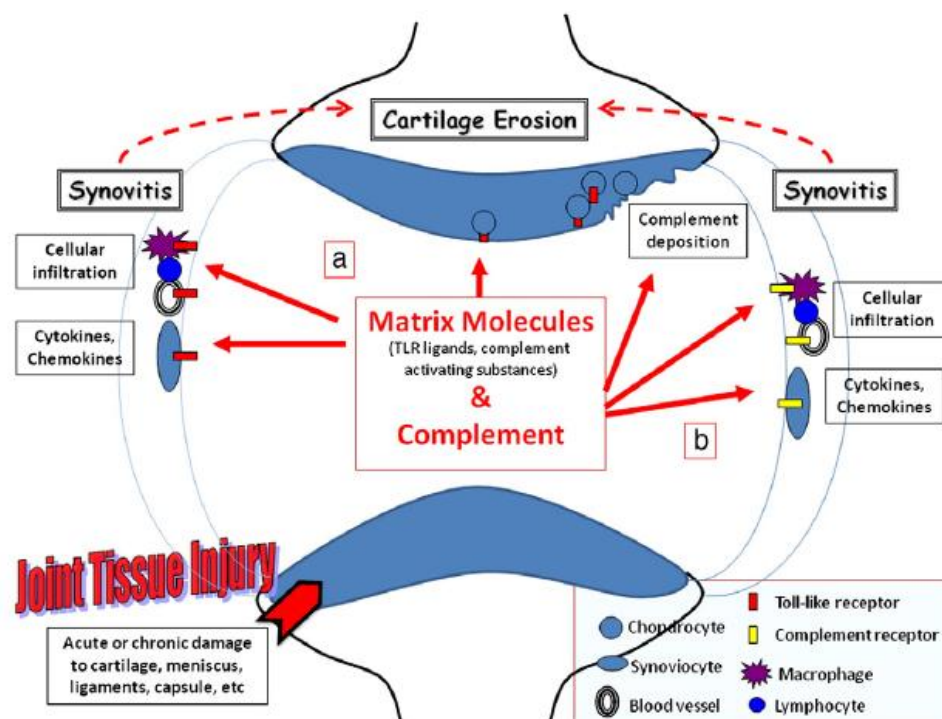 Cartilage Erosion
Synovitis
Synovitis
Cellular
infiltration
Cytokines,
Chemokines
a
Complement
deposition
Matrix Molecules
(TLR ligands, complement
activating substances)
&
Complement
b
Cellular
infiltration
Cytokines,
Chemokines
Joint Tissue Injury
Acute or chronic damage
to cartilage, meniscus,
ligaments, capsule, etc
Chondrocyte
Synoviocyte
Blood vessel
Toll-like receptor
Complement receptor
Macrophage
Lymphocyte